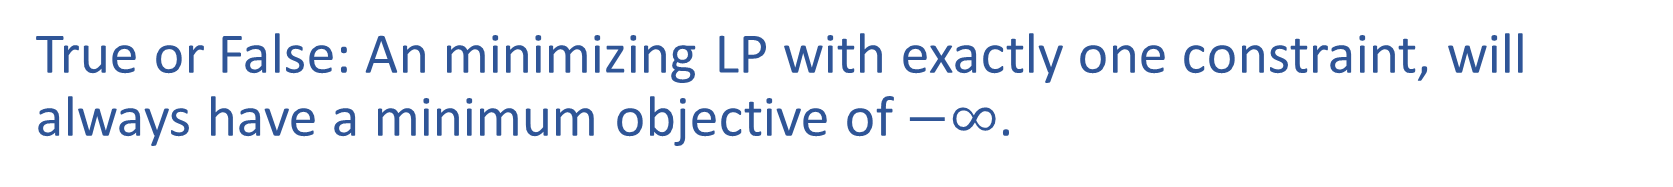 True or False: An minimizing LP with exactly one constraint, will
always have a minimum objective of −∞.